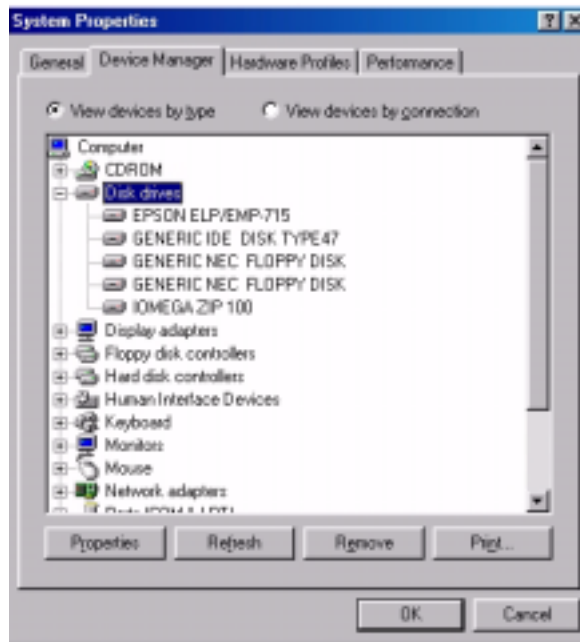 System Properties
General Device Manager Hardware Profiles Performance
View devices by type View devices by connection
Computer
CDROM
Disk drives
EPSON ELP/EMP-715
GENERIC IDE DISK TYPE47
GENERIC NEC FLOPPY DISK
GENERIC NEC FLOPPY DISK
IOMEGA ZIP 100
Display adapters
Floppy disk controllers
Hard disk controllers
Human Interface Devices
Keyboard
Monitors
Mouse
Network adapters
Properties Refresh Remove Print...
OK Cancel